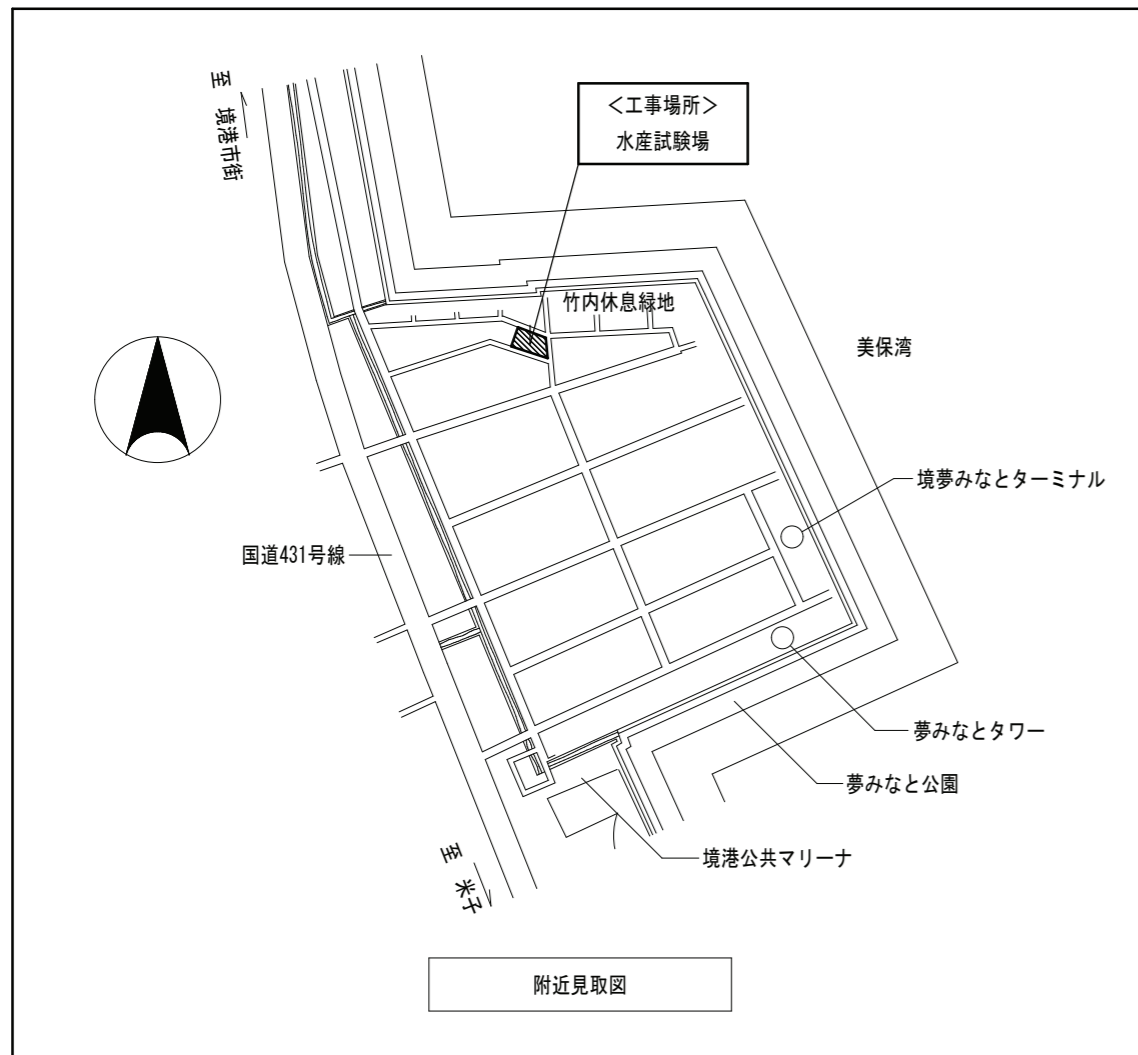 至 境港市街
＜工事場所＞
水産試験場
竹内休息緑地
美保湾
境夢みなとターミナル
国道431号線
夢みなとタワー
夢みなと公園
境港公共マリーナ
至 米子
附近見取図